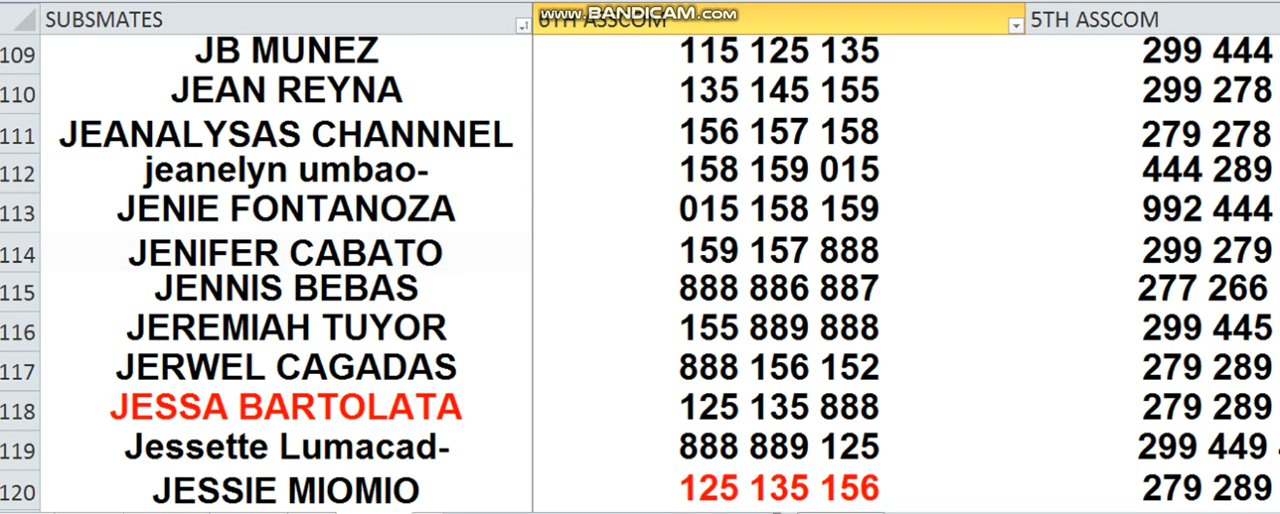 www.BANDICAM.com
SUBSMATES 6TH ASSCOM 5TH ASSCOM
109 JB MUNEZ 115 125 135 299 444
110 JEAN REYNA 135 145 155 299 278
111 JEANALYSAS CHANNNEL 156 157 158 279 278
112 jeanelyn umbao- 158 159 015 444 289
113 JENIE FONTANOZA 015 158 159 992 444
114 JENIFER CABATO 159 157 888 299 279
115 JENNIS BEBAS 888 886 887 277 266
116 JEREMIAH TUYOR 155 889 888 299 445
117 JERWEL CAGADAS 888 156 152 279 289
118 JESSA BARTOLATA 125 135 888 279 289
119 Jessette Lumacad- 888 889 125 299 449
120 JESSIE MIOMIO 125 135 156 279 289